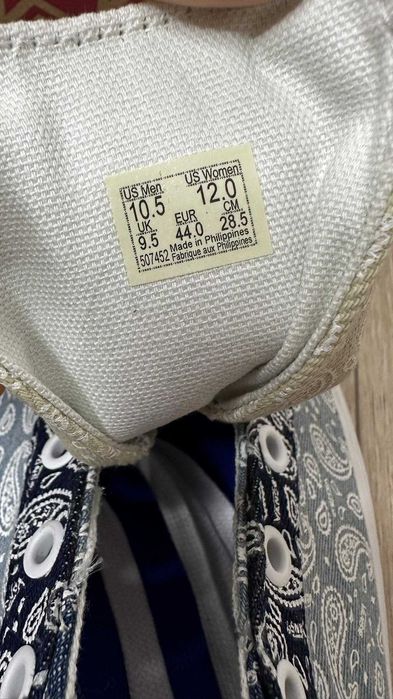 US Men US Women
10.5 12.0
UK EUR CM
9.5 44.0 28.5
Made in Philippines
507452 Fabrique aux Philippines